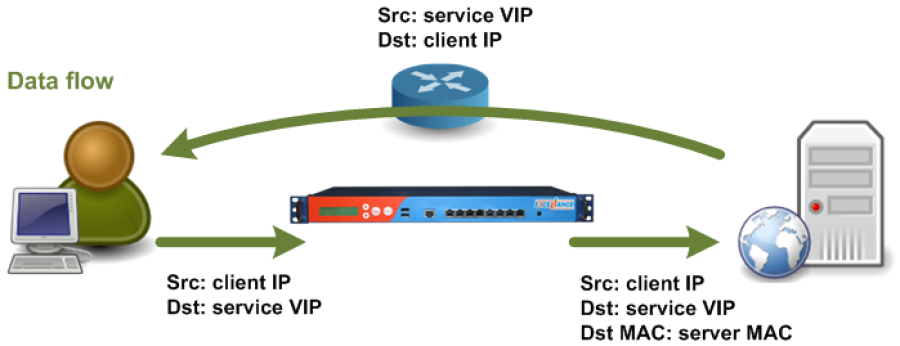 Src: service VIP
Dst: client IP
Data flow
EXCELIANCE
Src: client IP
Dst: service VIP
Src: client IP
Dst: service VIP
Dst MAC: server MAC